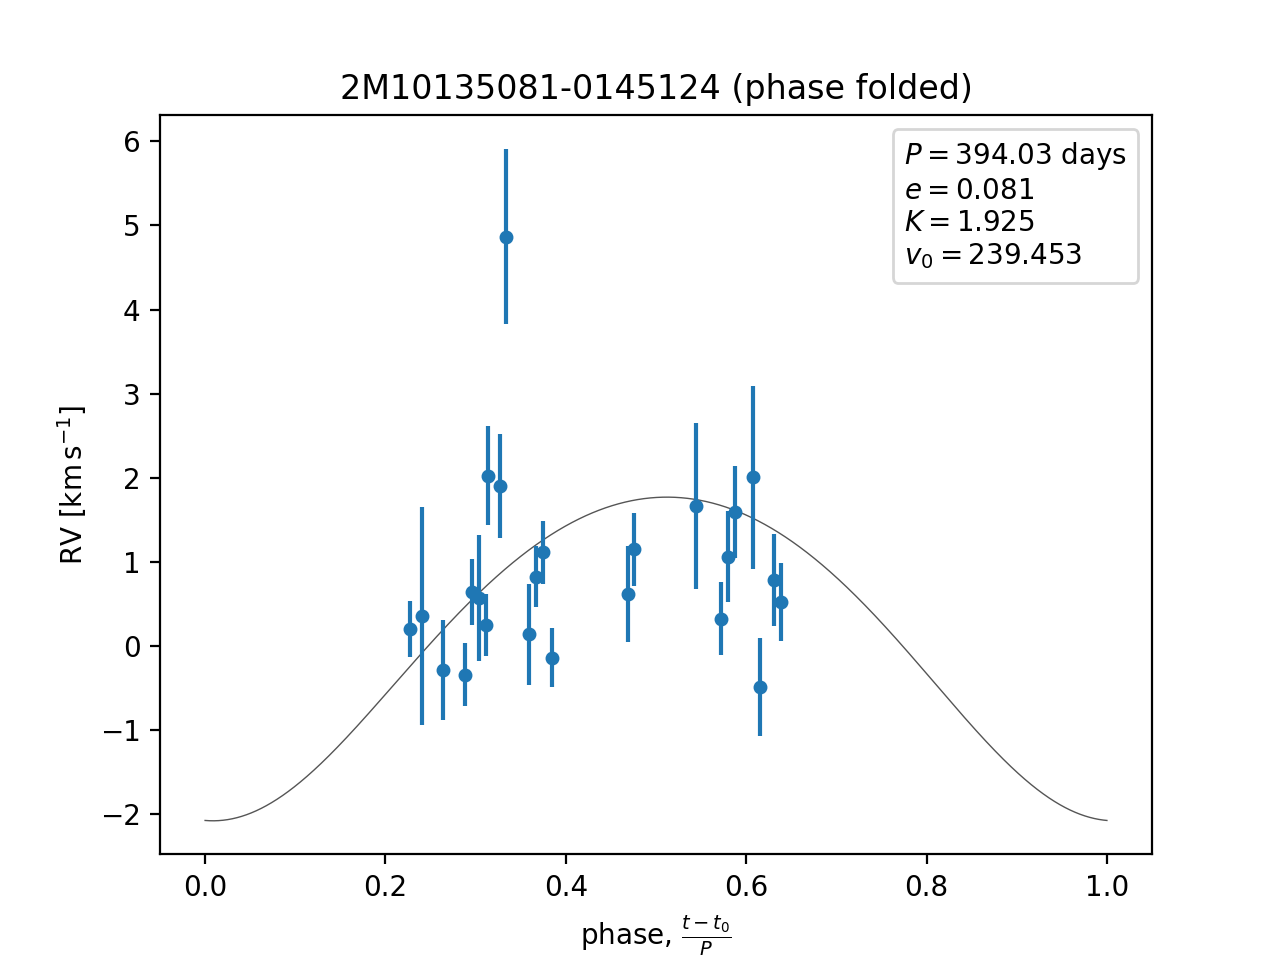 2M10135081-0145124 (phase folded)
P = 394.03 days
e = 0.081
K = 1.925
v₀ = 239.453
6
5
4
3
2
1
0
−1
−2
RV [km s⁻¹]
0.0 0.2 0.4 0.6 0.8 1.0
phase, (t − t₀)/P